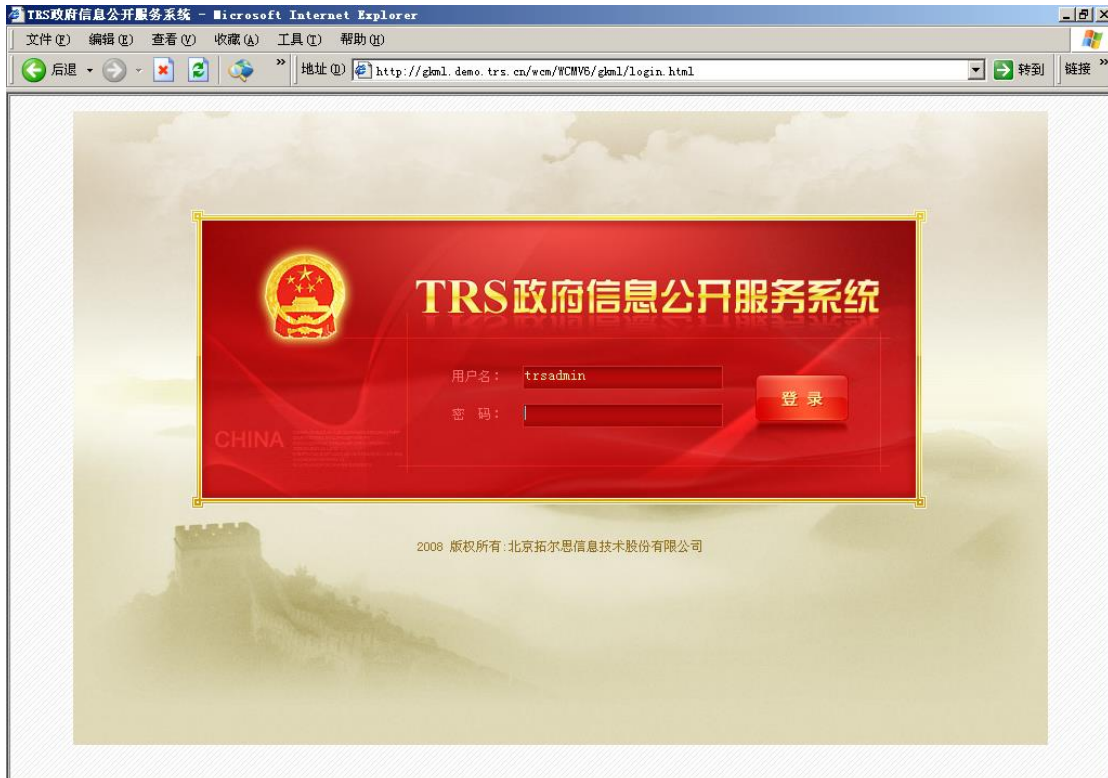 TRS政府信息公开服务系统 - Microsoft Internet Explorer
文件(F) 编辑(E) 查看(V) 收藏(A) 工具(T) 帮助(H)
后退 » 地址(D) http://gkml.demo.trs.cn/wcm/WCMV6/gkml/login.html 转到 链接 »
TRS政府信息公开服务系统
用户名： trsadmin
密 码：
登 录
CHINA
2008 版权所有:北京拓尔思信息技术股份有限公司